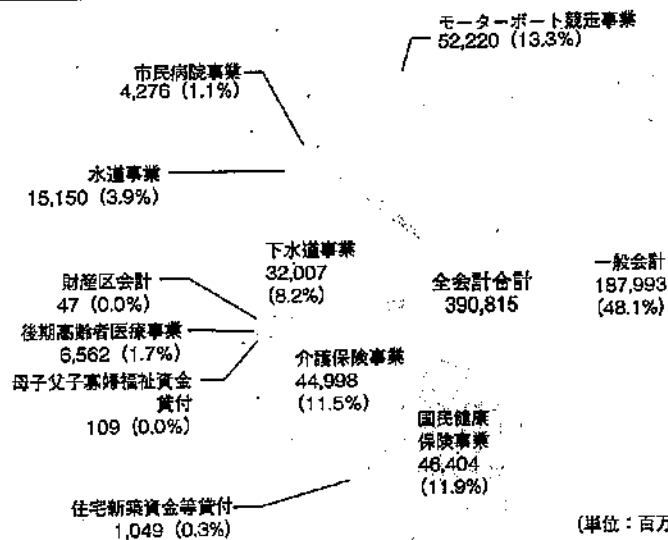 モーターボート競走事業
52,220 (13.3%)
市民病院事業
4,276 (1.1%)
水道事業
15,150 (3.9%)
下水道事業
32,007
(8.2%)
財産区会計
47 (0.0%)
後期高齢者医療事業
6,562 (1.7%)
母子父子寡婦福祉資金
貸付
109 (0.0%)
介護保険事業
44,998
(11.5%)
全会計合計
390,815
一般会計
187,993
(48.1%)
国民健康
保険事業
46,404
(11.9%)
住宅新築資金等貸付
1,049 (0.3%)
(単位：百万